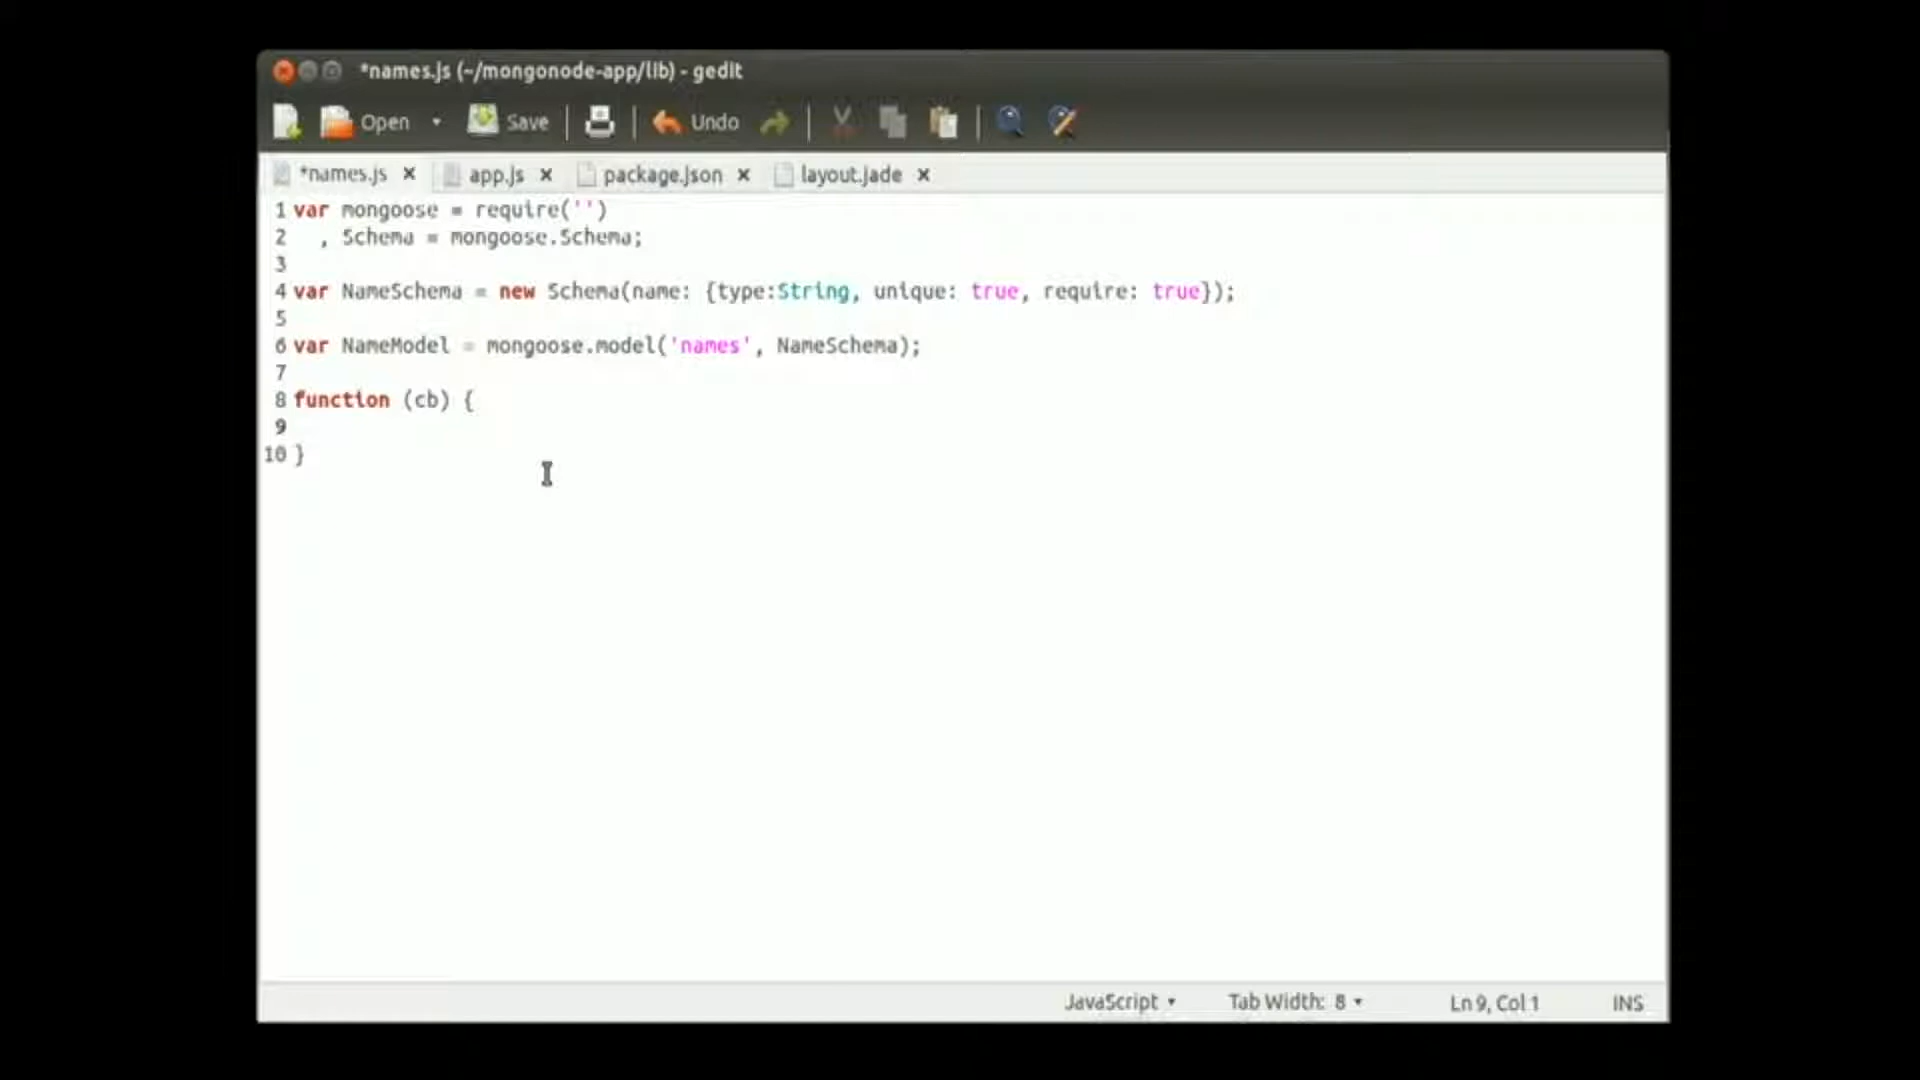 *names.js (~/mongonode-app/lib) - gedit
Open Save Undo
*names.js app.js package.json layout.jade
1 var mongoose = require('')
2 , Schema = mongoose.Schema;
3
4 var NameSchema = new Schema(name: {type:String, unique: true, require: true});
5
6 var NameModel = mongoose.model('names', NameSchema);
7
8 function (cb) {
9
10 }
JavaScript Tab Width: 8 Ln 9, Col 1 INS